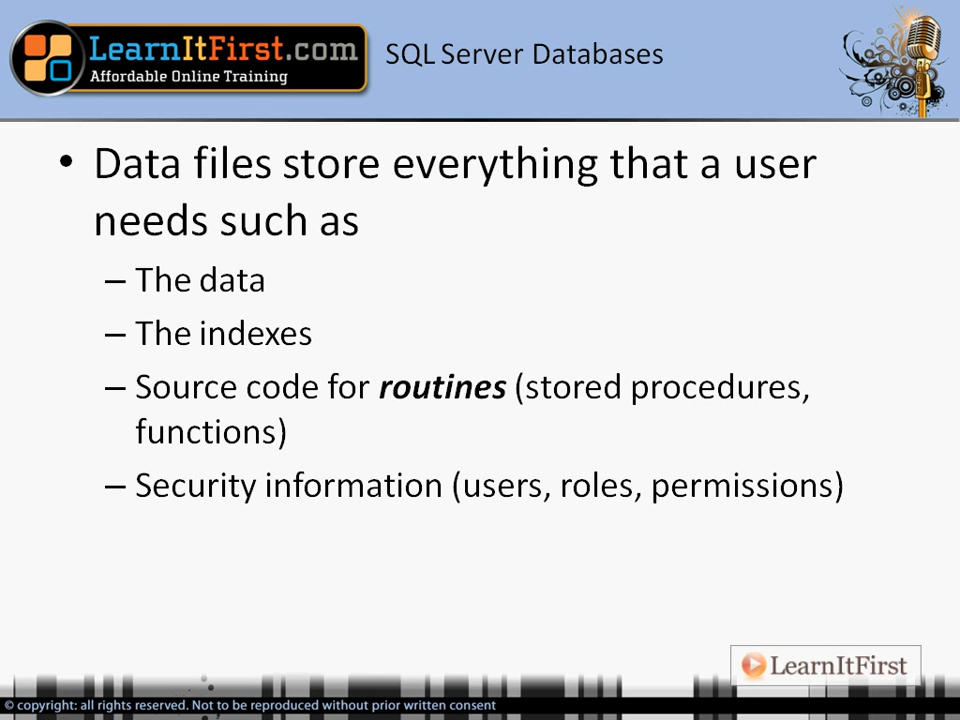 LearnItFirst.com
Affordable Online Training
SQL Server Databases
• Data files store everything that a user
needs such as
– The data
– The indexes
– Source code for routines (stored procedures,
functions)
– Security information (users, roles, permissions)
LearnItFirst
© copyright: all rights reserved. Not to be reproduced without prior written consent